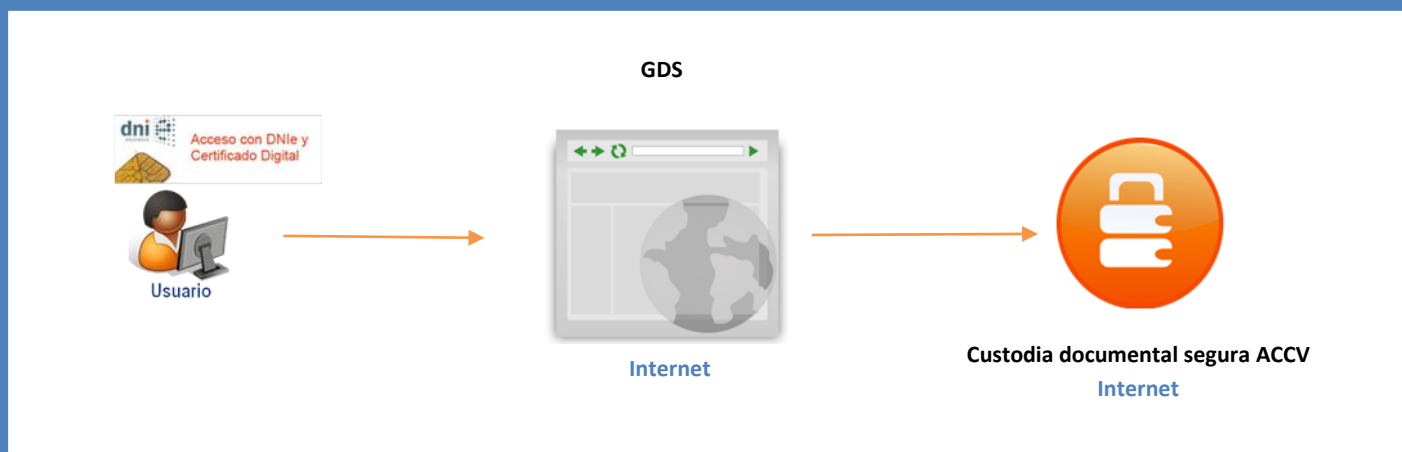 GDS
dni
Acceso con DNIe y
Certificado Digital
Usuario
Internet
Custodia documental segura ACCV
Internet